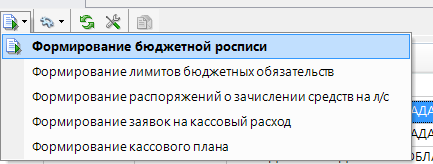 Формирование бюджетной росписи
Формирование лимитов бюджетных обязательств
Формирование распоряжений о зачислении средств на л/с
Формирование заявок на кассовый расход
Формирование кассового плана